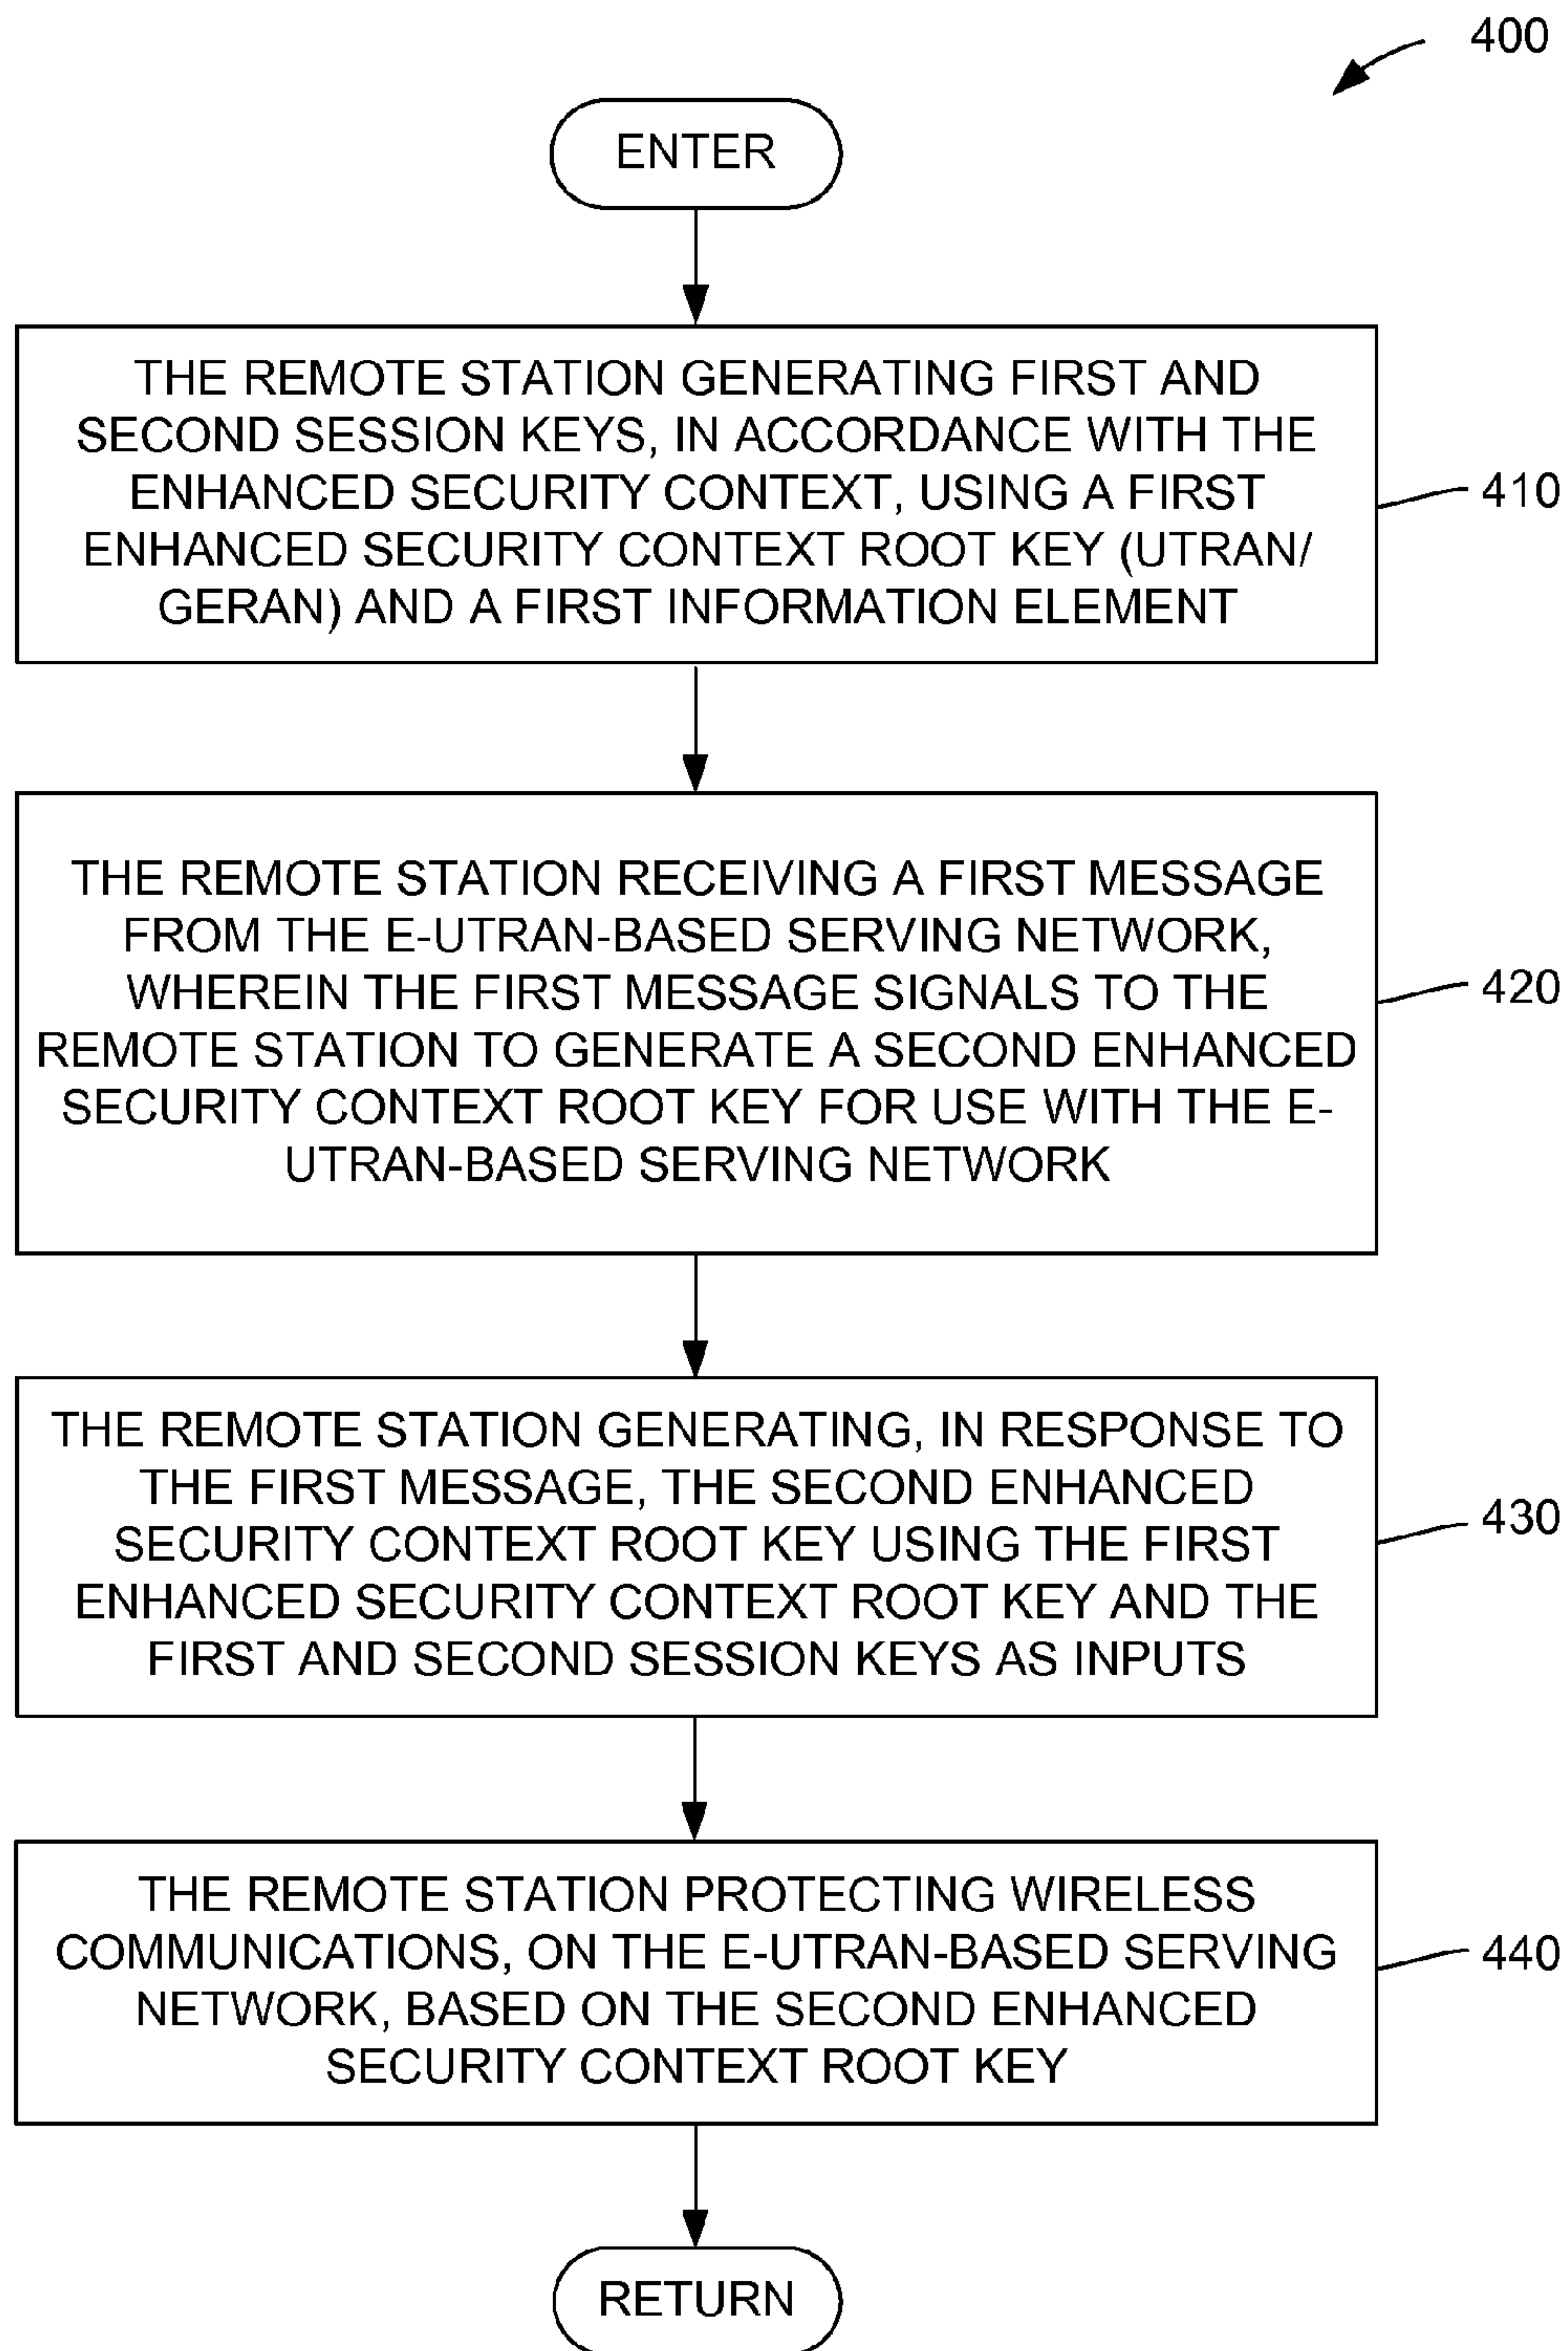 400
ENTER
THE REMOTE STATION GENERATING FIRST AND
SECOND SESSION KEYS, IN ACCORDANCE WITH THE
ENHANCED SECURITY CONTEXT, USING A FIRST
ENHANCED SECURITY CONTEXT ROOT KEY (UTRAN/
GERAN) AND A FIRST INFORMATION ELEMENT
410
THE REMOTE STATION RECEIVING A FIRST MESSAGE
FROM THE E-UTRAN-BASED SERVING NETWORK,
WHEREIN THE FIRST MESSAGE SIGNALS TO THE
REMOTE STATION TO GENERATE A SECOND ENHANCED
SECURITY CONTEXT ROOT KEY FOR USE WITH THE E-
UTRAN-BASED SERVING NETWORK
420
THE REMOTE STATION GENERATING, IN RESPONSE TO
THE FIRST MESSAGE, THE SECOND ENHANCED
SECURITY CONTEXT ROOT KEY USING THE FIRST
ENHANCED SECURITY CONTEXT ROOT KEY AND THE
FIRST AND SECOND SESSION KEYS AS INPUTS
430
THE REMOTE STATION PROTECTING WIRELESS
COMMUNICATIONS, ON THE E-UTRAN-BASED SERVING
NETWORK, BASED ON THE SECOND ENHANCED
SECURITY CONTEXT ROOT KEY
440
RETURN